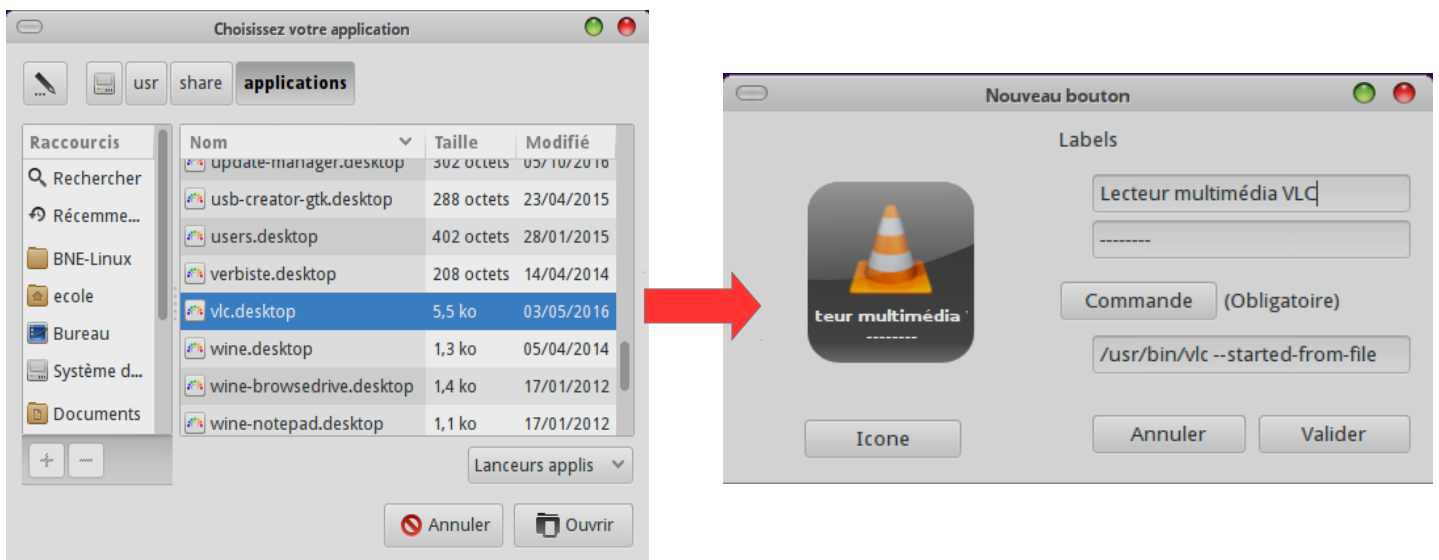 Choisissez votre application
usr share applications
Raccourcis
Rechercher
Récemme...
BNE-Linux
ecole
Bureau
Système d...
Documents
Nom Taille Modifié
update-manager.desktop 302 octets 05/10/2016
usb-creator-gtk.desktop 288 octets 23/04/2015
users.desktop 402 octets 28/01/2015
verbiste.desktop 208 octets 14/04/2014
vlc.desktop 5,5 ko 03/05/2016
wine.desktop 1,3 ko 05/04/2014
wine-browsedrive.desktop 1,4 ko 17/01/2012
wine-notepad.desktop 1,1 ko 17/01/2012
Lanceurs applis
Annuler Ouvrir
Nouveau bouton
Labels
Lecteur multimédia VLC
--------
teur multimédia
--------
Commande (Obligatoire)
/usr/bin/vlc --started-from-file
Icone
Annuler Valider